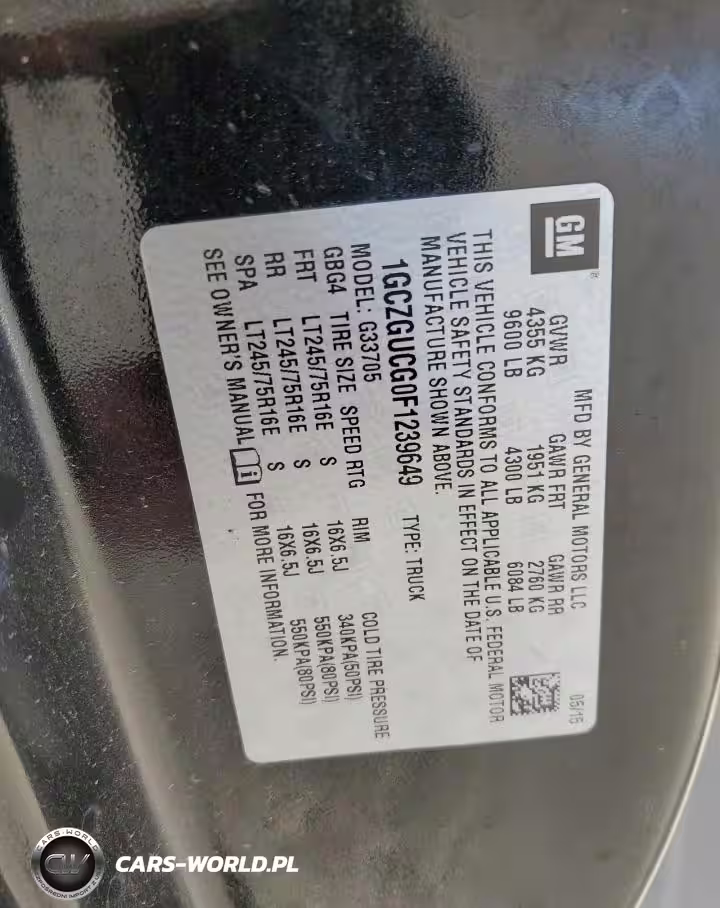 GM
®
MFD BY GENERAL MOTORS LLC
05/15
GVWR GAWR FRT GAWR RR
4355 KG 1951 KG 2760 KG
9600 LB 4300 LB 6084 LB
THIS VEHICLE CONFORMS TO ALL APPLICABLE U.S. FEDERAL MOTOR
VEHICLE SAFETY STANDARDS IN EFFECT ON THE DATE OF
MANUFACTURE SHOWN ABOVE.
1GCZGUCG0F1239649 TYPE: TRUCK
MODEL: G33705
GBG4 TIRE SIZE SPEED RTG RIM COLD TIRE PRESSURE
FRT LT245/75R16E S 16X6.5J 340KPA(50PSI)
RR LT245/75R16E S 16X6.5J 550KPA(80PSI)
SPA LT245/75R16E S 16X6.5J 550KPA(80PSI)
SEE OWNER'S MANUAL i FOR MORE INFORMATION.
CARS-WORLD
CW
CARS-WORLD.PL